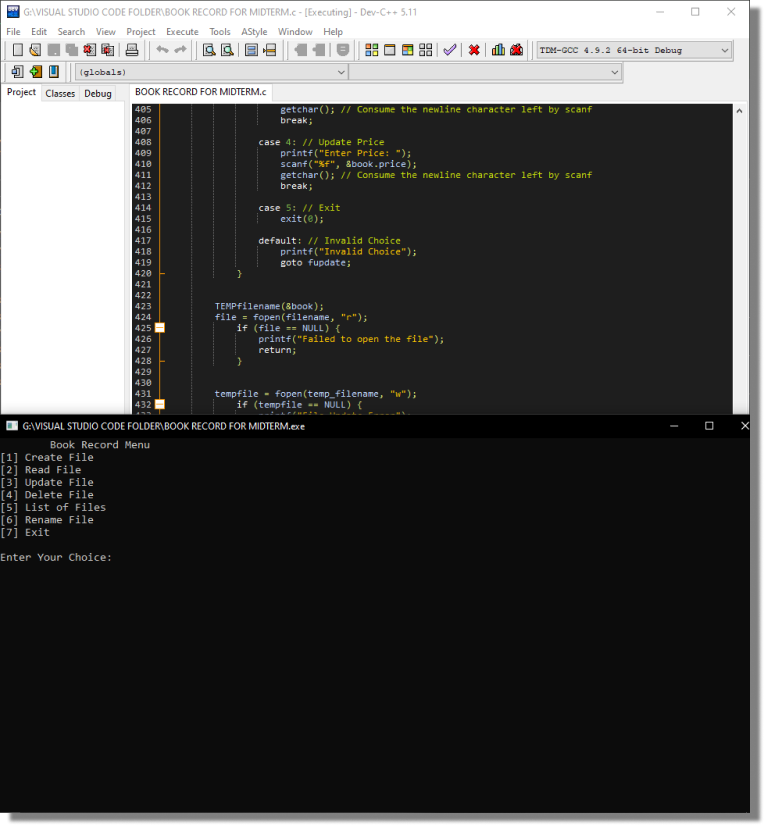 G:\VISUAL STUDIO CODE FOLDER\BOOK RECORD FOR MIDTERM.c - [Executing] - Dev-C++ 5.11
File Edit Search View Project Execute Tools AStyle Window Help
TDM-GCC 4.9.2 64-bit Debug
(globals)
Project Classes Debug
BOOK RECORD FOR MIDTERM.c
405 getchar(); // Consume the newline character left by scanf
406 break;
407
408 case 4: // Update Price
409 printf("Enter Price: ");
410 scanf("%f", &book.price);
411 getchar(); // Consume the newline character left by scanf
412 break;
413
414 case 5: // Exit
415 exit(0);
416
417 default: // Invalid Choice
418 printf("Invalid Choice");
419 goto fupdate;
420 }
421
422
423 TEMPfilename(&book);
424 file = fopen(filename, "r");
425 if (file == NULL) {
426 printf("Failed to open the file");
427 return;
428 }
429
430
431 tempfile = fopen(temp_filename, "w");
432 if (tempfile == NULL) {
G:\VISUAL STUDIO CODE FOLDER\BOOK RECORD FOR MIDTERM.exe
Book Record Menu
[1] Create File
[2] Read File
[3] Update File
[4] Delete File
[5] List of Files
[6] Rename File
[7] Exit
Enter Your Choice: